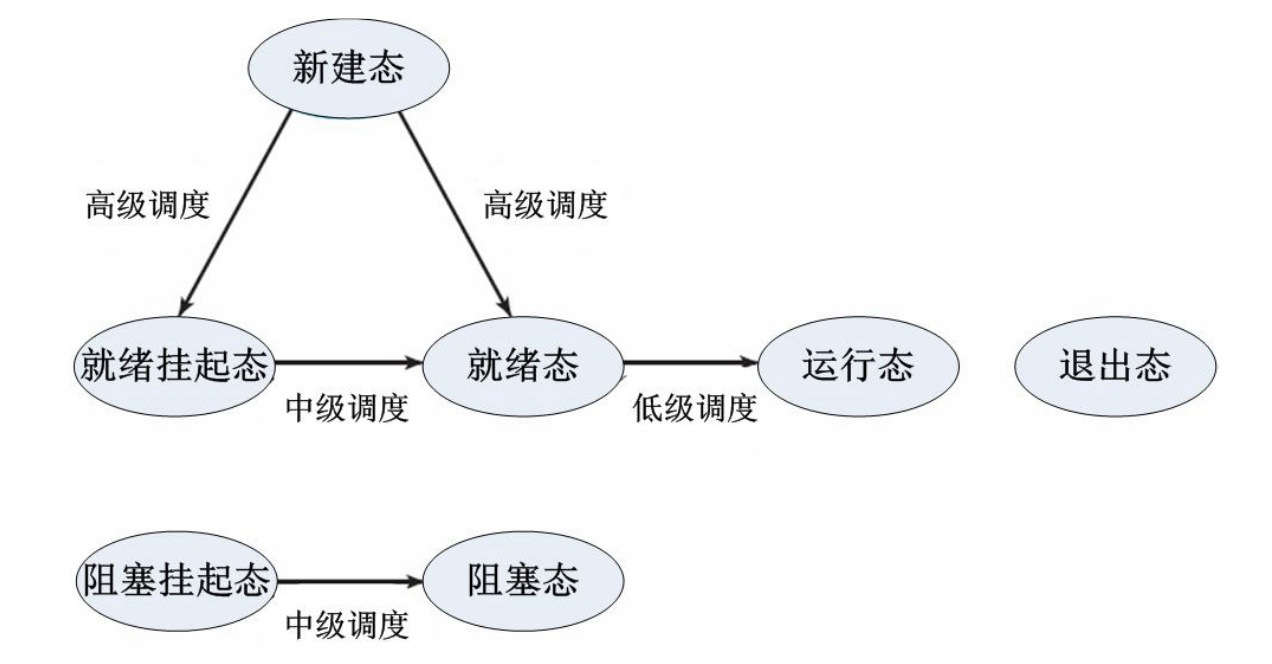 新建态
高级调度
高级调度
就绪挂起态
就绪态
运行态
退出态
中级调度
低级调度
阻塞挂起态
阻塞态
中级调度